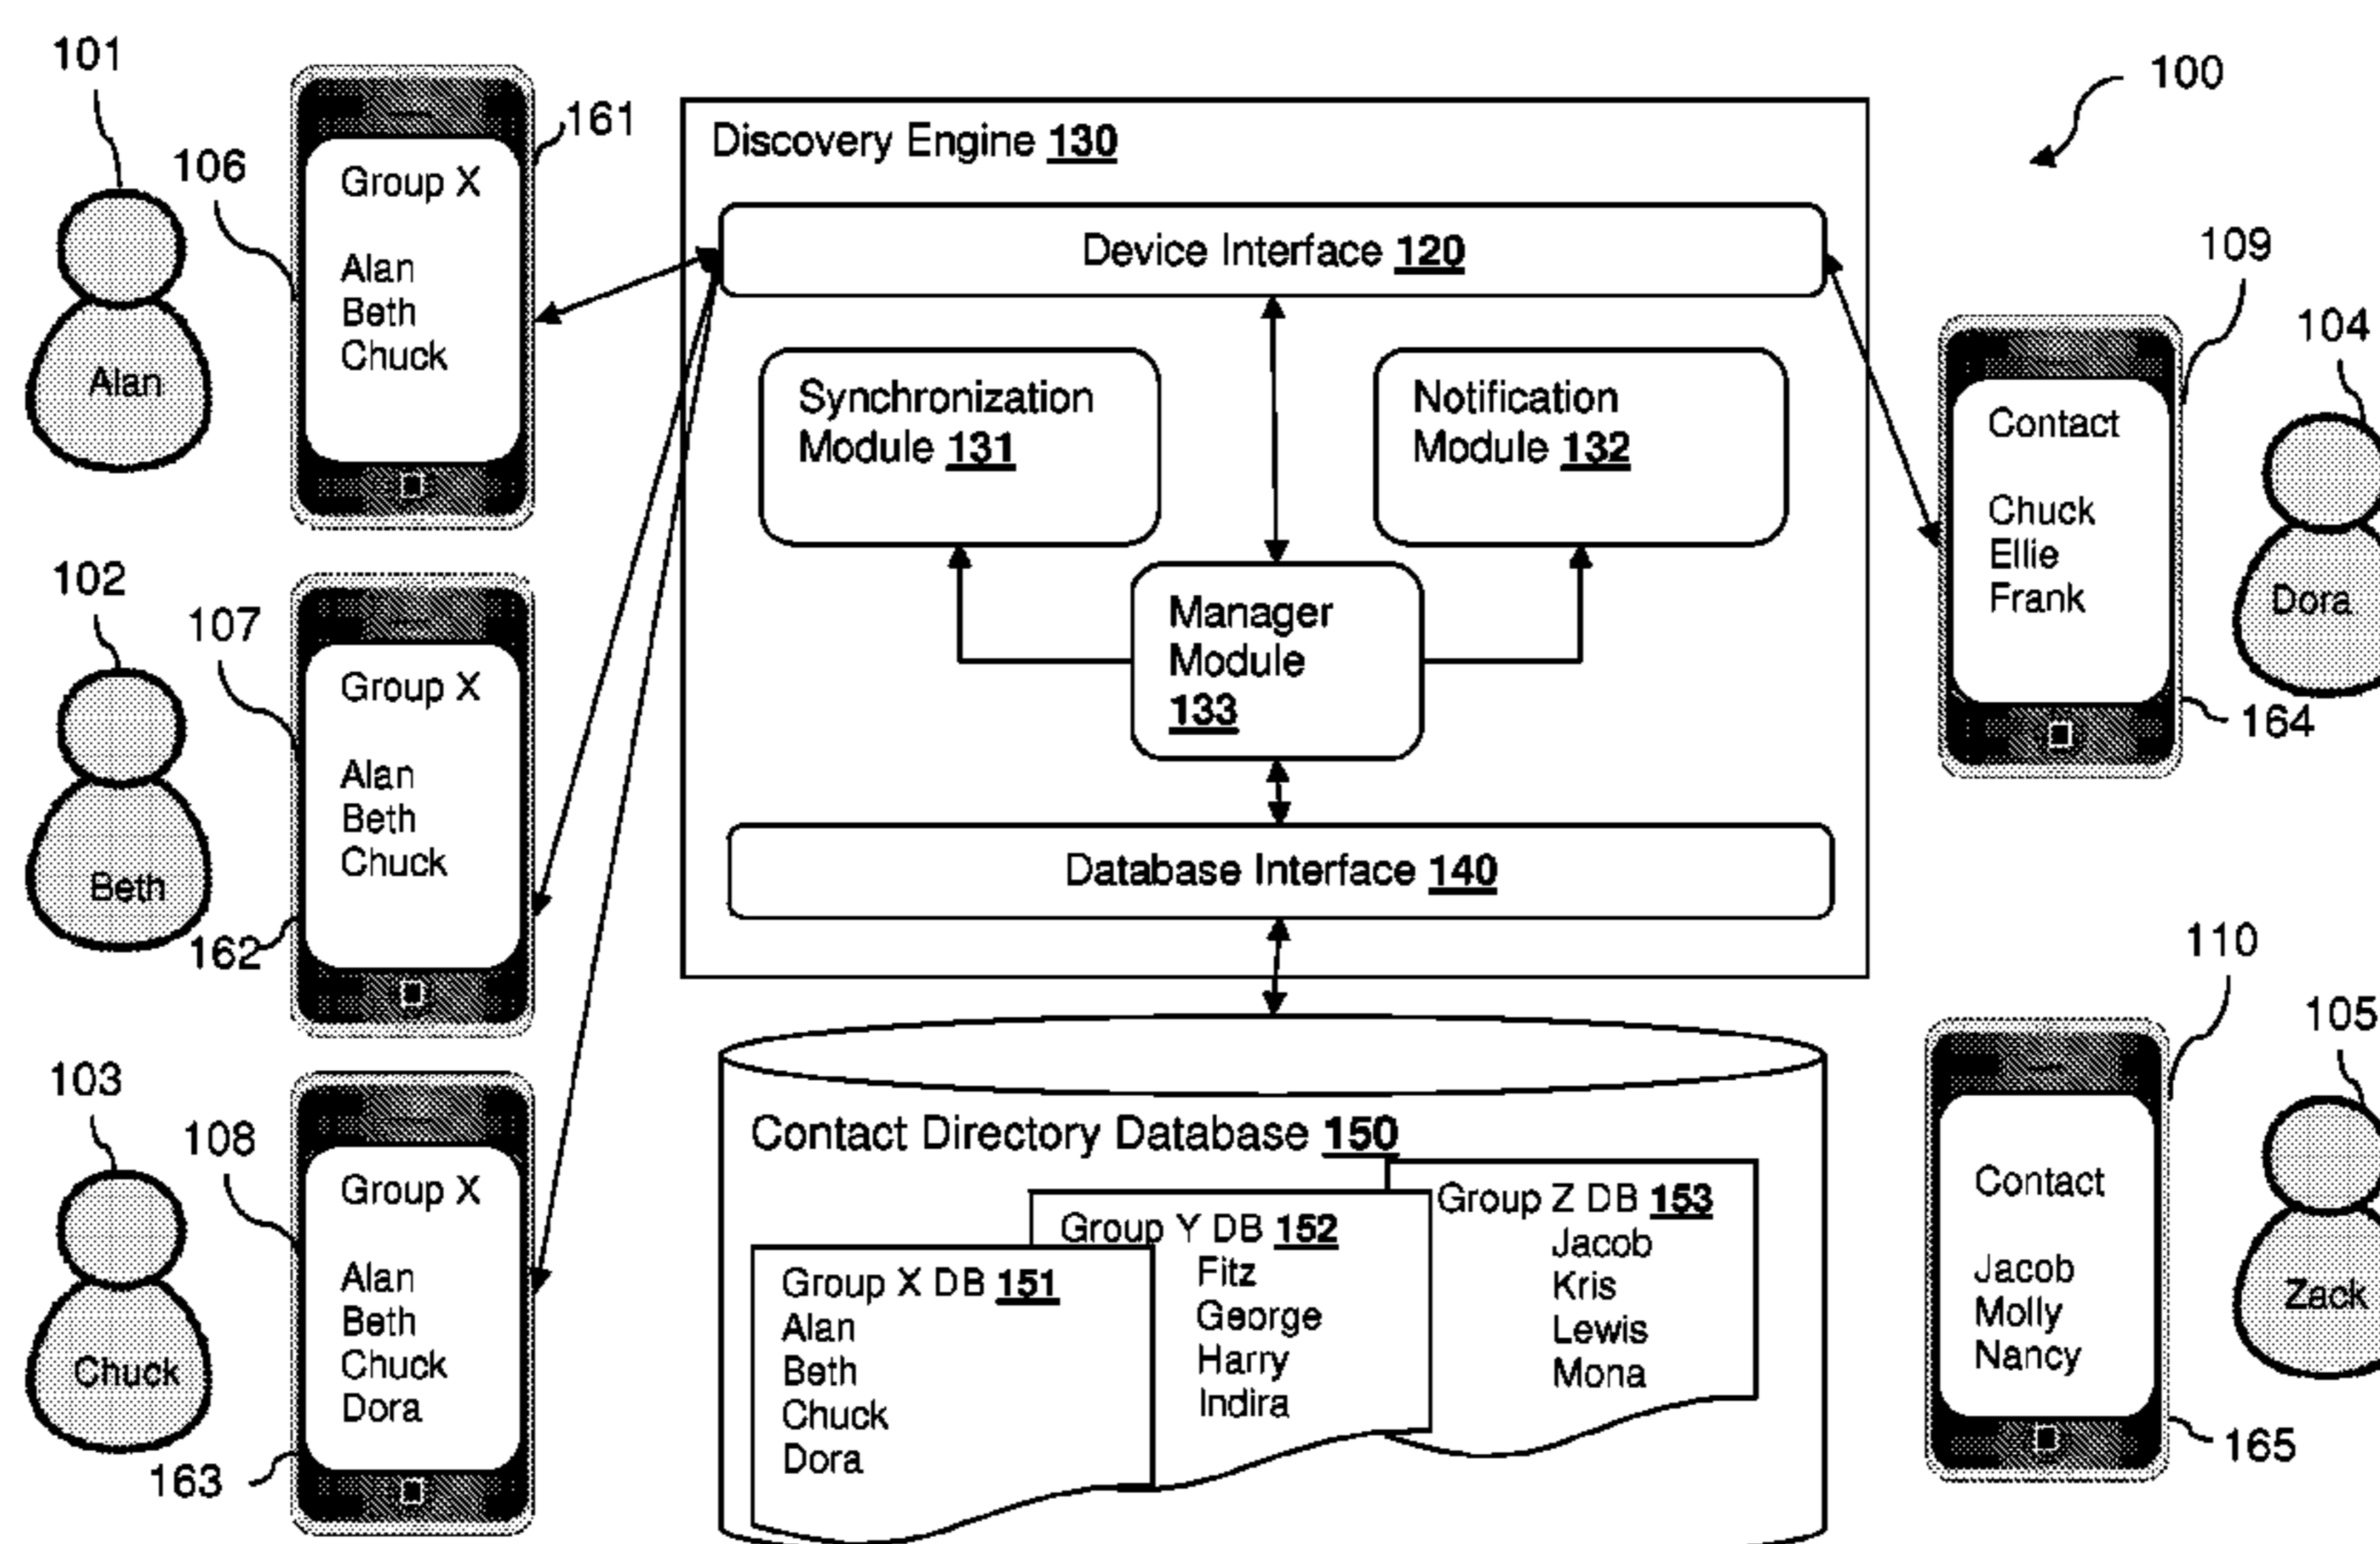 101
106
161
Group X
Alan
Beth
Chuck
Alan
102
107
Group X
Alan
Beth
Chuck
Beth
162
103
108
Group X
Alan
Beth
Chuck
Dora
Chuck
163
Discovery Engine 130
Device Interface 120
Synchronization
Module 131
Notification
Module 132
Manager
Module
133
Database Interface 140
Contact Directory Database 150
Group X DB 151
Alan
Beth
Chuck
Dora
Group Y DB 152
Fitz
George
Harry
Indira
Group Z DB 153
Jacob
Kris
Lewis
Mona
100
109
104
Contact
Chuck
Ellie
Frank
Dora
164
110
105
Contact
Jacob
Molly
Nancy
Zack
165